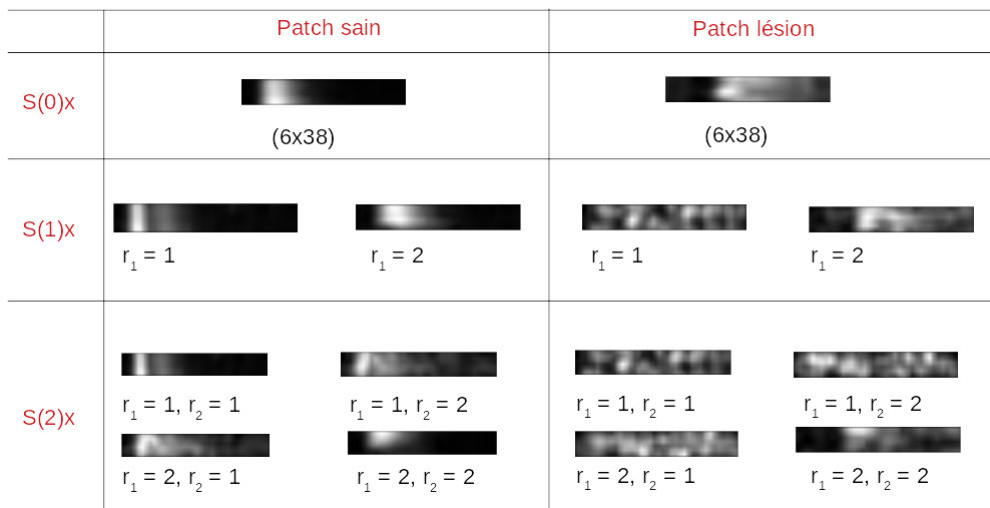 Patch sain Patch lésion
S(0)x
(6x38) (6x38)
S(1)x
r₁ = 1 r₁ = 2 r₁ = 1 r₁ = 2
S(2)x
r₁ = 1, r₂ = 1 r₁ = 1, r₂ = 2 r₁ = 1, r₂ = 1 r₁ = 1, r₂ = 2
r₁ = 2, r₂ = 1 r₁ = 2, r₂ = 2 r₁ = 2, r₂ = 1 r₁ = 2, r₂ = 2